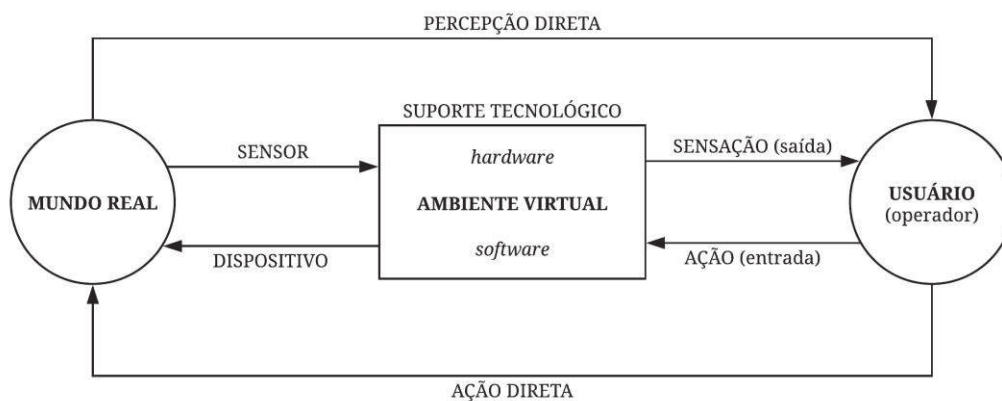 PERCEPÇÃO DIRETA
SUPORTE TECNOLÓGICO
SENSOR
hardware
SENSAÇÃO (saída)
MUNDO REAL
AMBIENTE VIRTUAL
USUÁRIO
(operador)
DISPOSITIVO
software
AÇÃO (entrada)
AÇÃO DIRETA